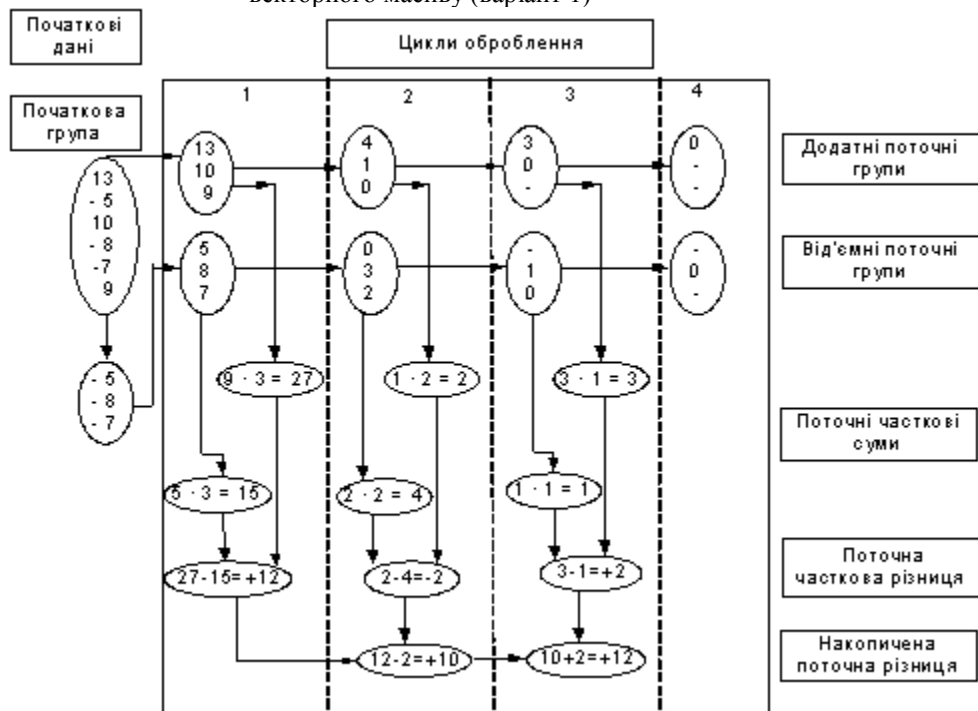 векторного масиву (варіант 1)
Початкові
дані
Цикли оброблення
Початкова
група
1
2
3
4
13
10
9
4
1
0
3
0
-
0
-
-
Додатні поточні
групи
13
- 5
10
- 8
-7
9
5
8
7
0
3
2
-
1
0
-
0
-
Від'ємні поточні
групи
- 5
- 8
- 7
9 · 3 = 27
1 · 2 = 2
3 · 1 = 3
Поточні часткові
суми
5 · 3 = 15
2 · 2 = 4
1 · 1 = 1
27-15=+12
2-4=-2
3-1=+2
Поточна
часткова різниця
12-2=+10
10+2=+12
Накопичена
поточна різниця